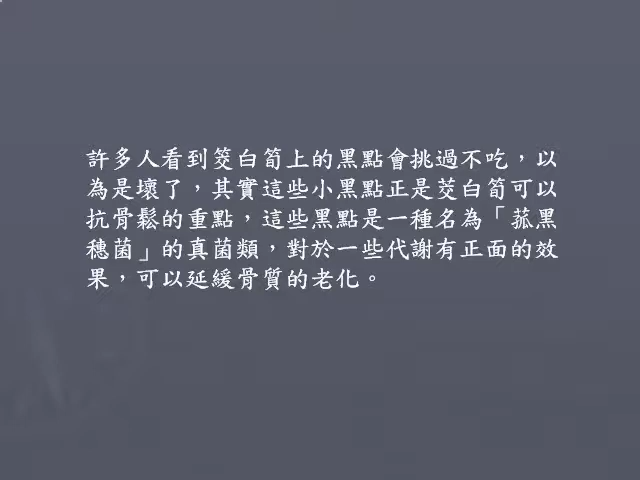 許多人看到筊白筍上的黑點會挑過不吃，以
為是壞了，其實這些小黑點正是茭白筍可以
抗骨鬆的重點，這些黑點是一種名為「菰黑
穗菌」的真菌類，對於一些代謝有正面的效
果，可以延緩骨質的老化。